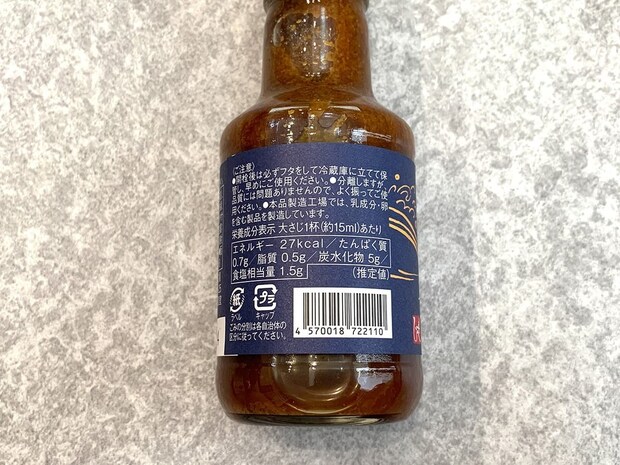 〈ご注意〉
●開栓後は必ずフタをして冷蔵庫に立てて保
管し、早めにご使用ください。●分離しますが、
品質には問題ありませんので、よく振ってご使
用ください。●本品製造工場では、乳成分・卵
を含む製品を製造しています。
栄養成分表示 大さじ1杯(約15ml)あたり
エネルギー 27kcal／たんぱく質
0.7g／脂質 0.5g／炭水化物 5g／
食塩相当量 1.5g (推定値)
紙 プラ
ラベル キャップ
ごみの分別は各自治体の
区分に従ってください。
4 570018 722110